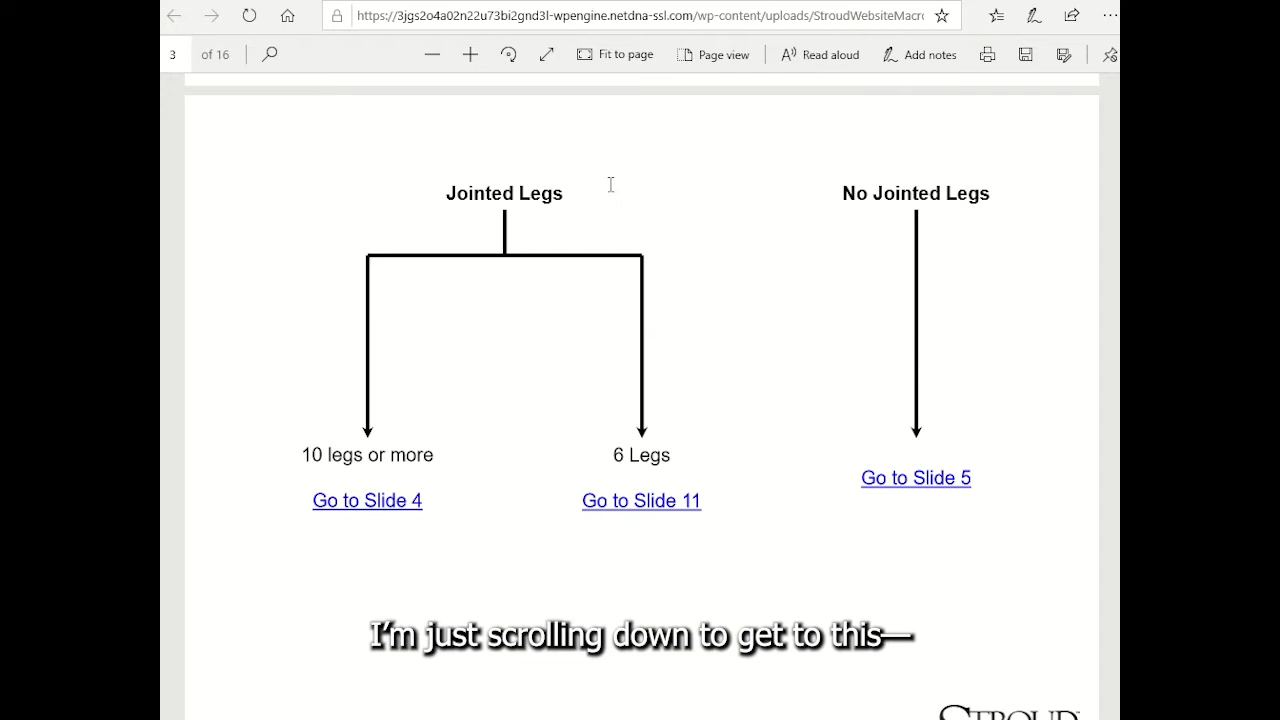 https://3jgs2o4a02n22u73bi2gnd3l-wpengine.netdna-ssl.com/wp-content/uploads/StroudWebsiteMacro
3 of 16 Fit to page Page view Read aloud Add notes
Jointed Legs No Jointed Legs
10 legs or more 6 Legs
Go to Slide 4 Go to Slide 11 Go to Slide 5
I'm just scrolling down to get to this—
STROUD